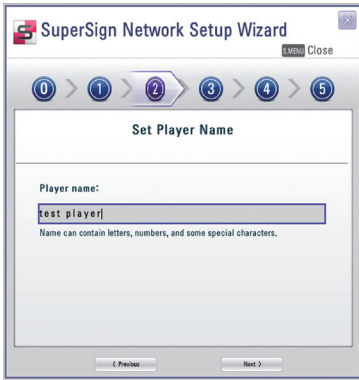 SuperSign Network Setup Wizard
S.MENU Close
0 > 1 > 2 3 > 4 > 5
Set Player Name
Player name:
test player
Name can contain letters, numbers, and some special characters.
< Previous Next >